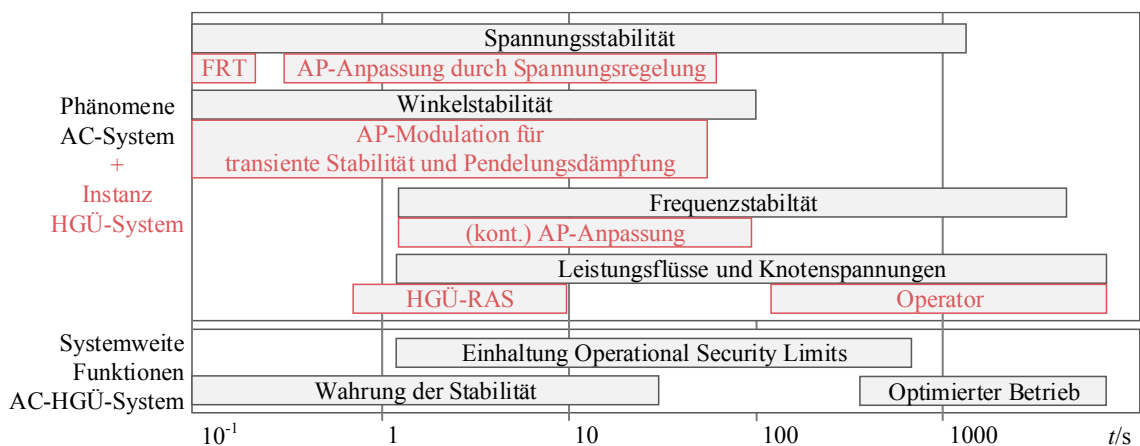 Spannungsstabilität
FRT
AP-Anpassung durch Spannungsregelung
Winkelstabilität
AP-Modulation für
transiente Stabilität und Pendelungsdämpfung
Phänomene
AC-System
+
Instanz
HGÜ-System
Frequenzstabiltät
(kont.) AP-Anpassung
Leistungsflüsse und Knotenspannungen
HGÜ-RAS
Operator
Systemweite
Funktionen
AC-HGÜ-System
Einhaltung Operational Security Limits
Wahrung der Stabilität
Optimierter Betrieb
10⁻¹
1
10
100
1000
t/s